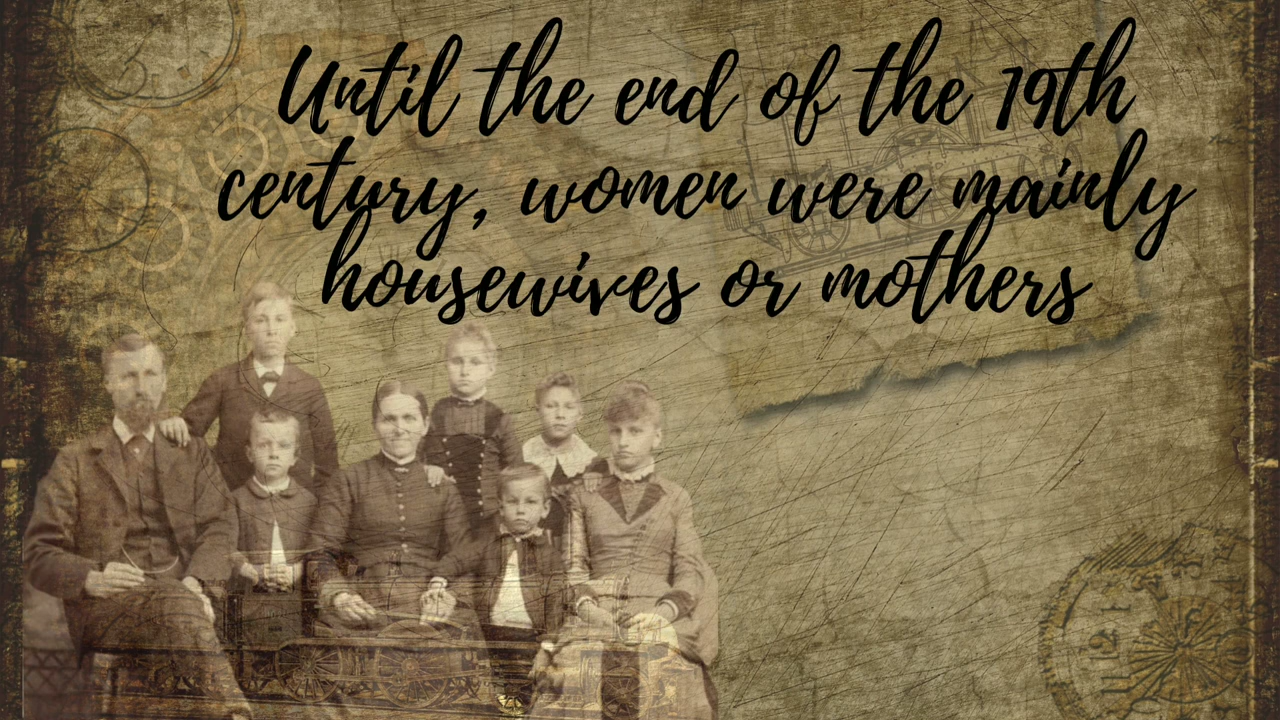 Until the end of the 19th
century, women were mainly
housewives or mothers